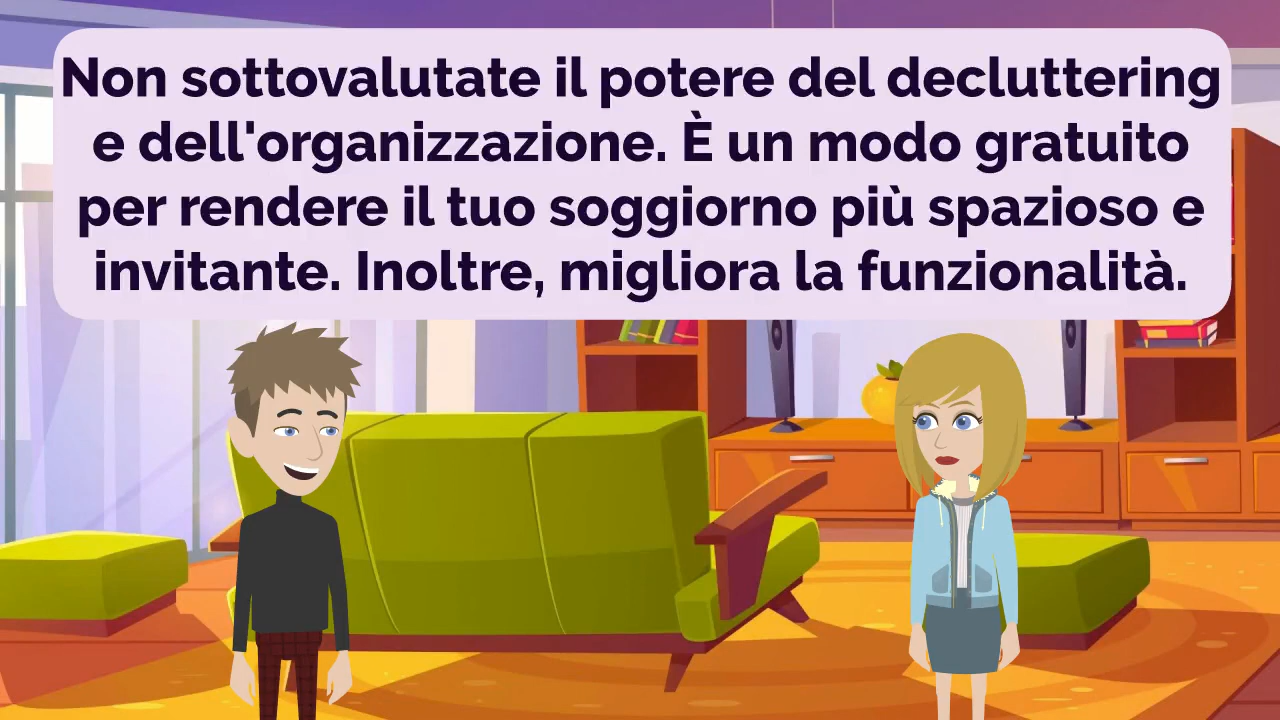 Non sottovalutate il potere del decluttering
e dell'organizzazione. È un modo gratuito
per rendere il tuo soggiorno più spazioso e
invitante. Inoltre, migliora la funzionalità.